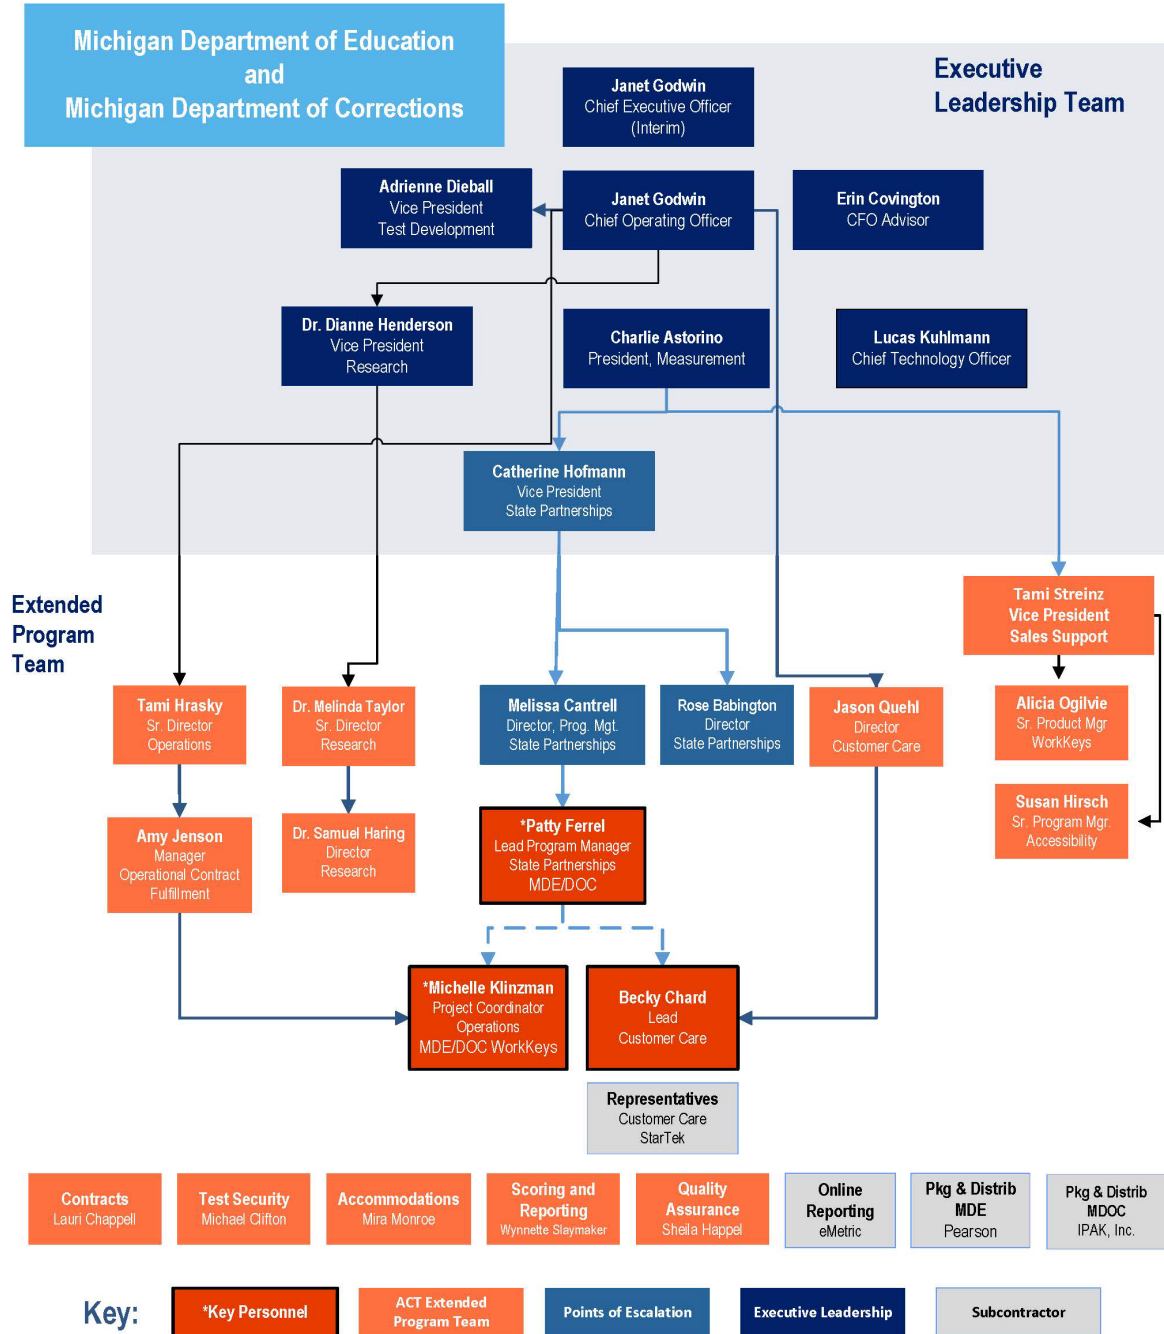 Michigan Department of Education
and
Michigan Department of Corrections
Executive
Leadership Team
Janet Godwin
Chief Executive Officer
(Interim)
Adrienne Dieball
Vice President
Test Development
Janet Godwin
Chief Operating Officer
Erin Covington
CFO Advisor
Dr. Dianne Henderson
Vice President
Research
Charlie Astorino
President, Measurement
Lucas Kuhlmann
Chief Technology Officer
Catherine Hofmann
Vice President
State Partnerships
Extended
Program
Team
Tami Streinz
Vice President
Sales Support
Tami Hrasky
Sr. Director
Operations
Dr. Melinda Taylor
Sr. Director
Research
Melissa Cantrell
Director, Prog. Mgt.
State Partnerships
Rose Babington
Director
State Partnerships
Jason Quehl
Director
Customer Care
Alicia Ogilvie
Sr. Product Mgr
WorkKeys
Amy Jenson
Manager
Operational Contract
Fulfillment
Dr. Samuel Haring
Director
Research
*Patty Ferrel
Lead Program Manager
State Partnerships
MDE/DOC
Susan Hirsch
Sr. Program Mgr.
Accessibility
*Michelle Klinzman
Project Coordinator
Operations
MDE/DOC WorkKeys
Becky Chard
Lead
Customer Care
Representatives
Customer Care
StarTek
Contracts
Lauri Chappell
Test Security
Michael Clifton
Accommodations
Mira Monroe
Scoring and
Reporting
Wynnette Slaymaker
Quality
Assurance
Sheila Happel
Online
Reporting
eMetric
Pkg & Distrib
MDE
Pearson
Pkg & Distrib
MDOC
IPAK, Inc.
Key:
*Key Personnel
ACT Extended
Program Team
Points of Escalation
Executive Leadership
Subcontractor